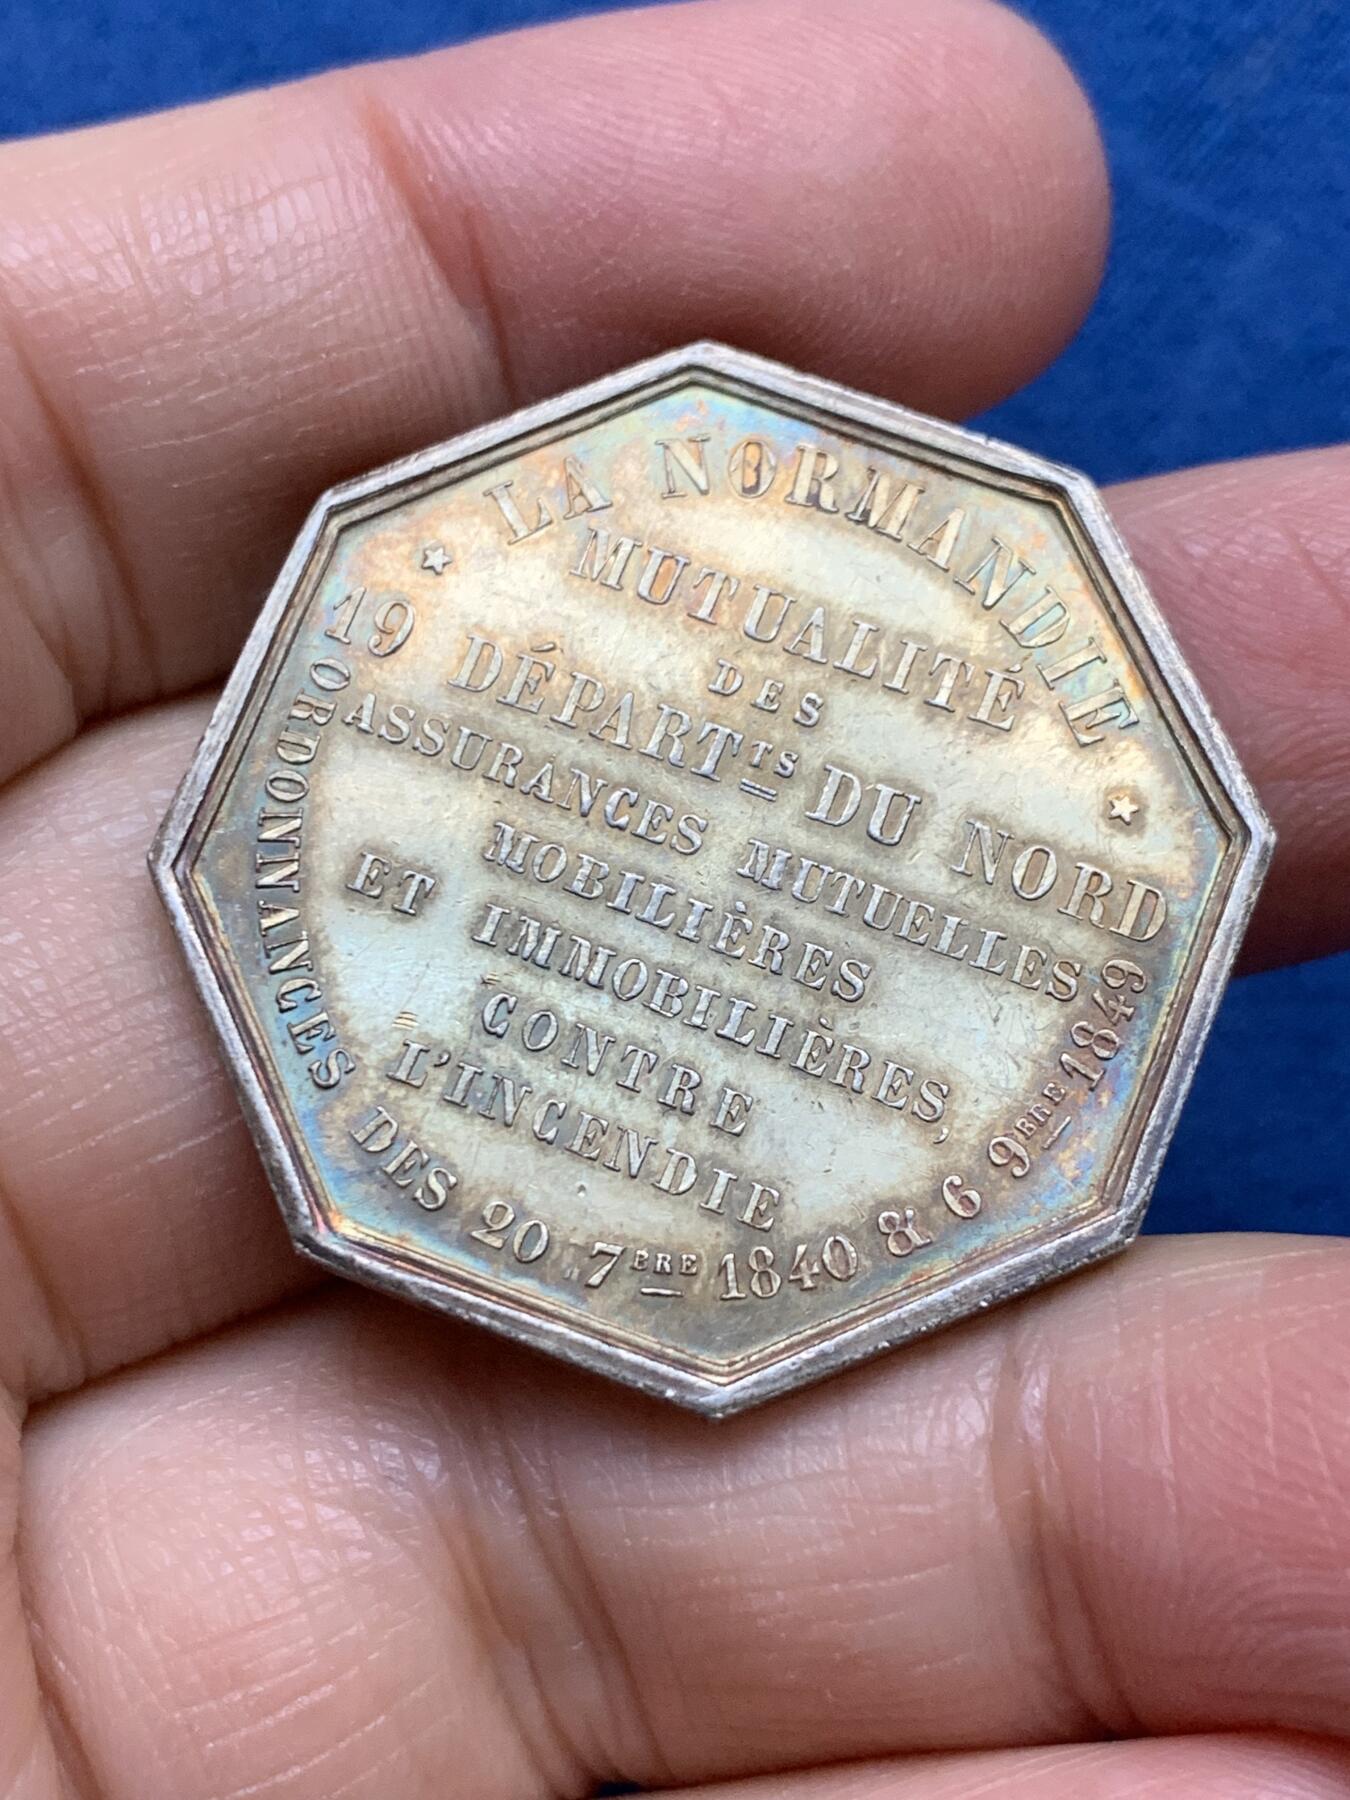 LA NORMANDIE
MUTUALITÉ
DES
19 DÉPARTTS DU NORD
ASSURANCES MUTUELLES
MOBILIÈRES
ET IMMOBILIÈRES,
CONTRE
L'INCENDIE
ORDONNANCES DES 20 7BRE 1840 & 6 9BRE 1849